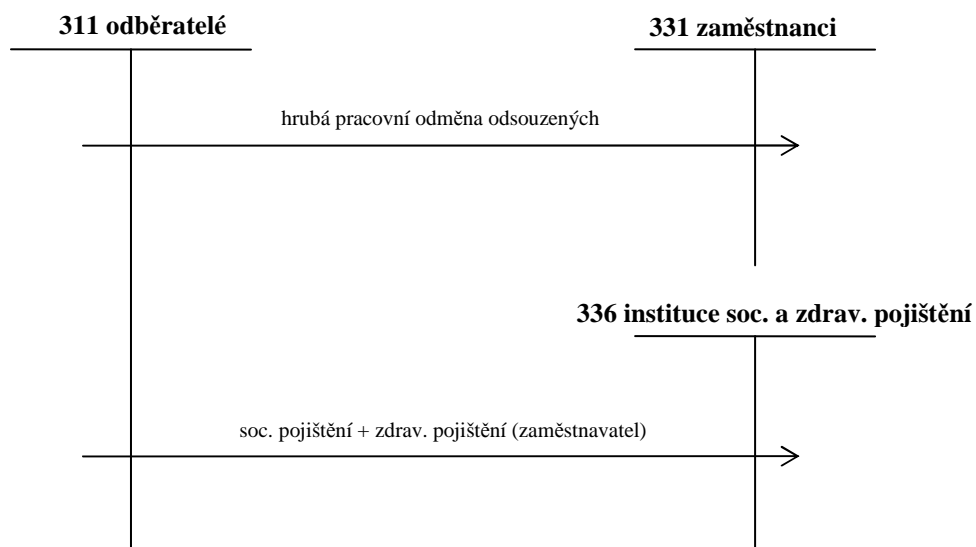 311 odběratelé
331 zaměstnanci
hrubá pracovní odměna odsouzených
336 instituce soc. a zdrav. pojištění
soc. pojištění + zdrav. pojištění (zaměstnavatel)